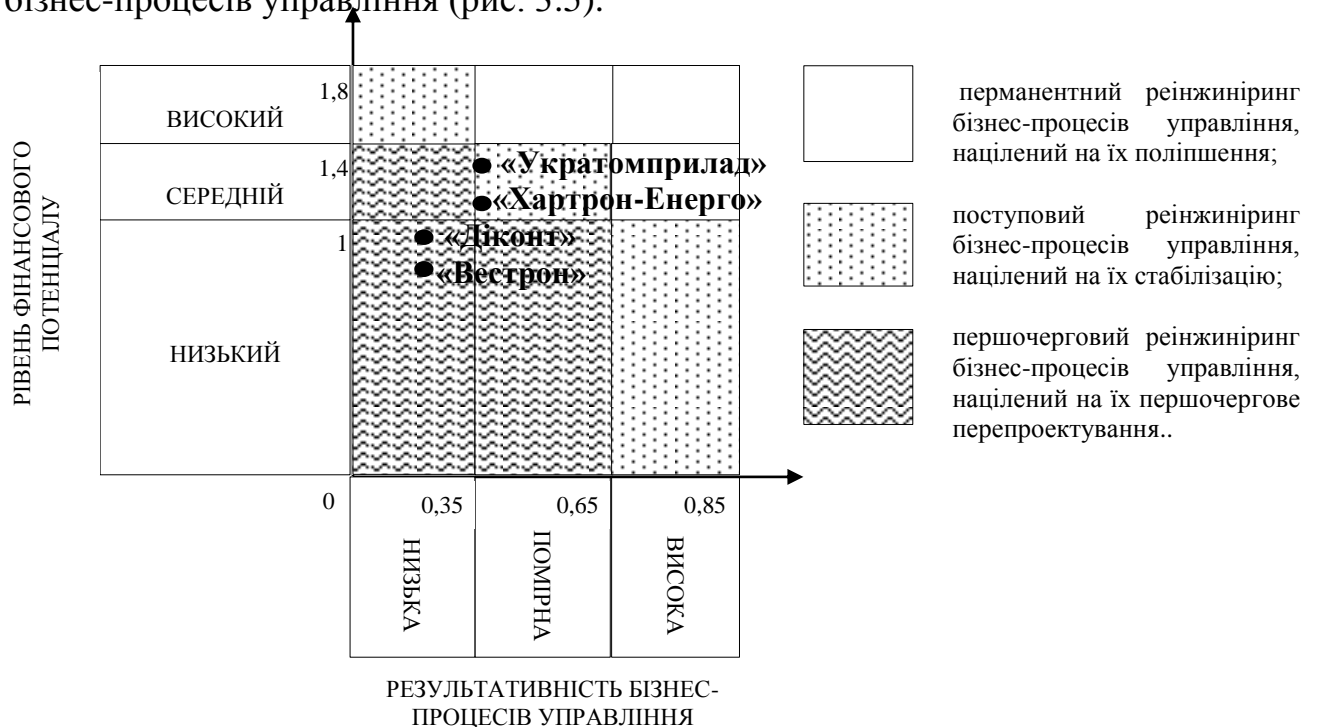 бізнес-процесів управління (рис. 3.5).
РІВЕНЬ ФІНАНСОВОГО
ПОТЕНЦІАЛУ
1,8
ВИСОКИЙ
1,4
СЕРЕДНІЙ
1
НИЗЬКИЙ
«Укратомприлад»
«Хартрон-Енерго»
«Діконт»
«Вестрон»
0
0,35
0,65
0,85
НИЗЬКА
ПОМІРНА
ВИСОКА
РЕЗУЛЬТАТИВНІСТЬ БІЗНЕС-
ПРОЦЕСІВ УПРАВЛІННЯ
перманентний реінжиніринг
бізнес-процесів управління,
націлений на їх поліпшення;
поступовий реінжиніринг
бізнес-процесів управління,
націлений на їх стабілізацію;
першочерговий реінжиніринг
бізнес-процесів управління,
націлений на їх першочергове
перепроектування..